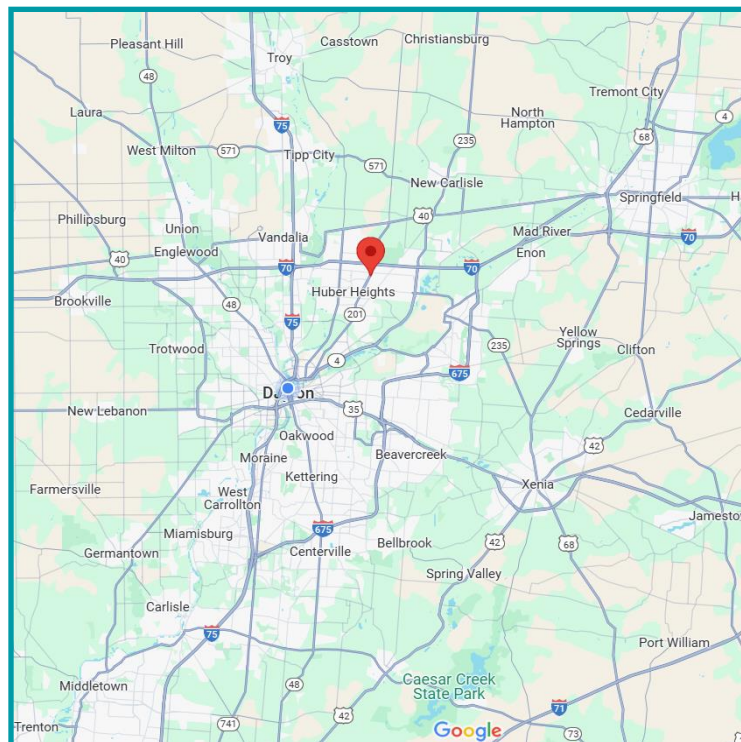 Pleasant Hill
Casstown
Christiansburg
Troy
48
Tremont City
Laura
75
North
Hampton
68
4
West Milton
571
Tipp City
571
235
New Carlisle
Springfield
Phillipsburg
Union
40
Vandalia
Mad River
Englewood
Enon
70
40
70
70
Brookville
Huber Heights
48
75
201
Trotwood
4
235
Yellow
Springs
Clifton
675
New Lebanon
35
Cedarville
Oakwood
42
Moraine
Beavercreek
Kettering
Xenia
Farmersville
West
Carrollton
675
Jamesto
Miamisburg
42
68
Germantown
Centerville
Bellbrook
Spring Valley
Carlisle
75
Port William
Middletown
48
Caesar Creek
State Park
71
Trenton
741
42
Google
73